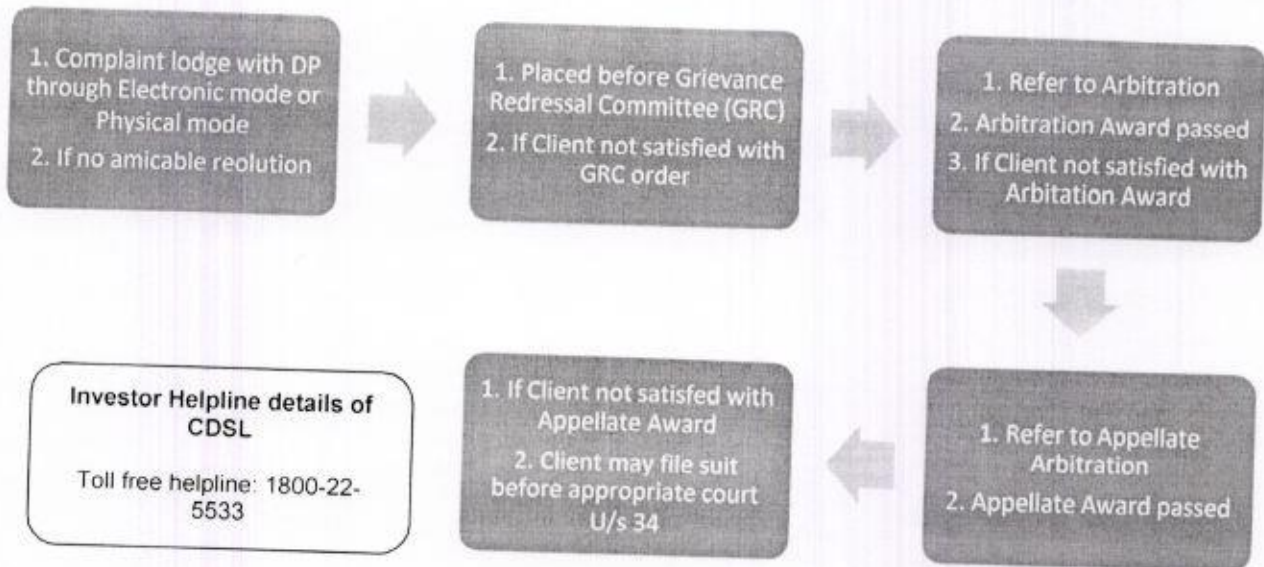 1. Complaint lodge with DP
through Electronic mode or
Physical mode
2. If no amicable reolution
1. Placed before Grievance
Redressal Committee (GRC)
2. If Client not satisfied with
GRC order
1. Refer to Arbitration
2. Arbitration Award passed
3. If Client not satisfied with
Arbitation Award
1. Refer to Appellate
Arbitration
2. Appellate Award passed
1. If Client not satisfed with
Appellate Award
2. Client may file suit
before appropriate court
U/s 34
Investor Helpline details of
CDSL
Toll free helpline: 1800-22-
5533